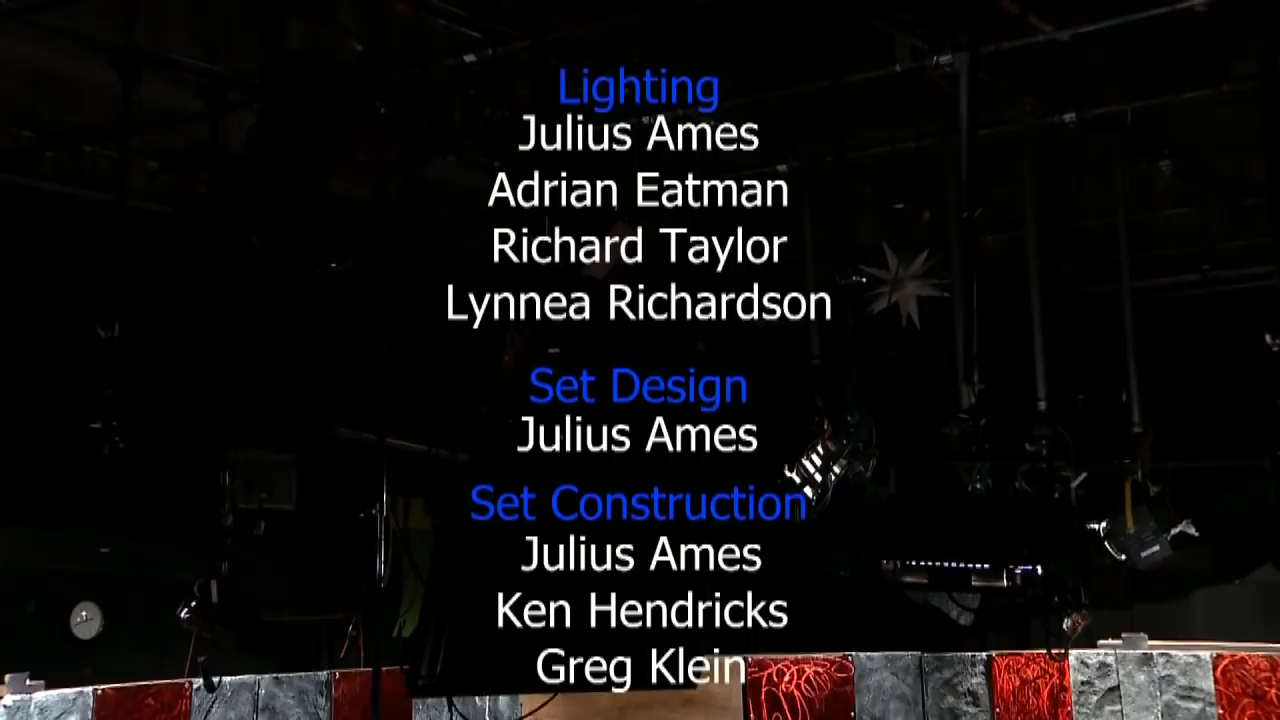 Lighting
Julius Ames
Adrian Eatman
Richard Taylor
Lynnea Richardson
Set Design
Julius Ames
Set Construction
Julius Ames
Ken Hendricks
Greg Klein